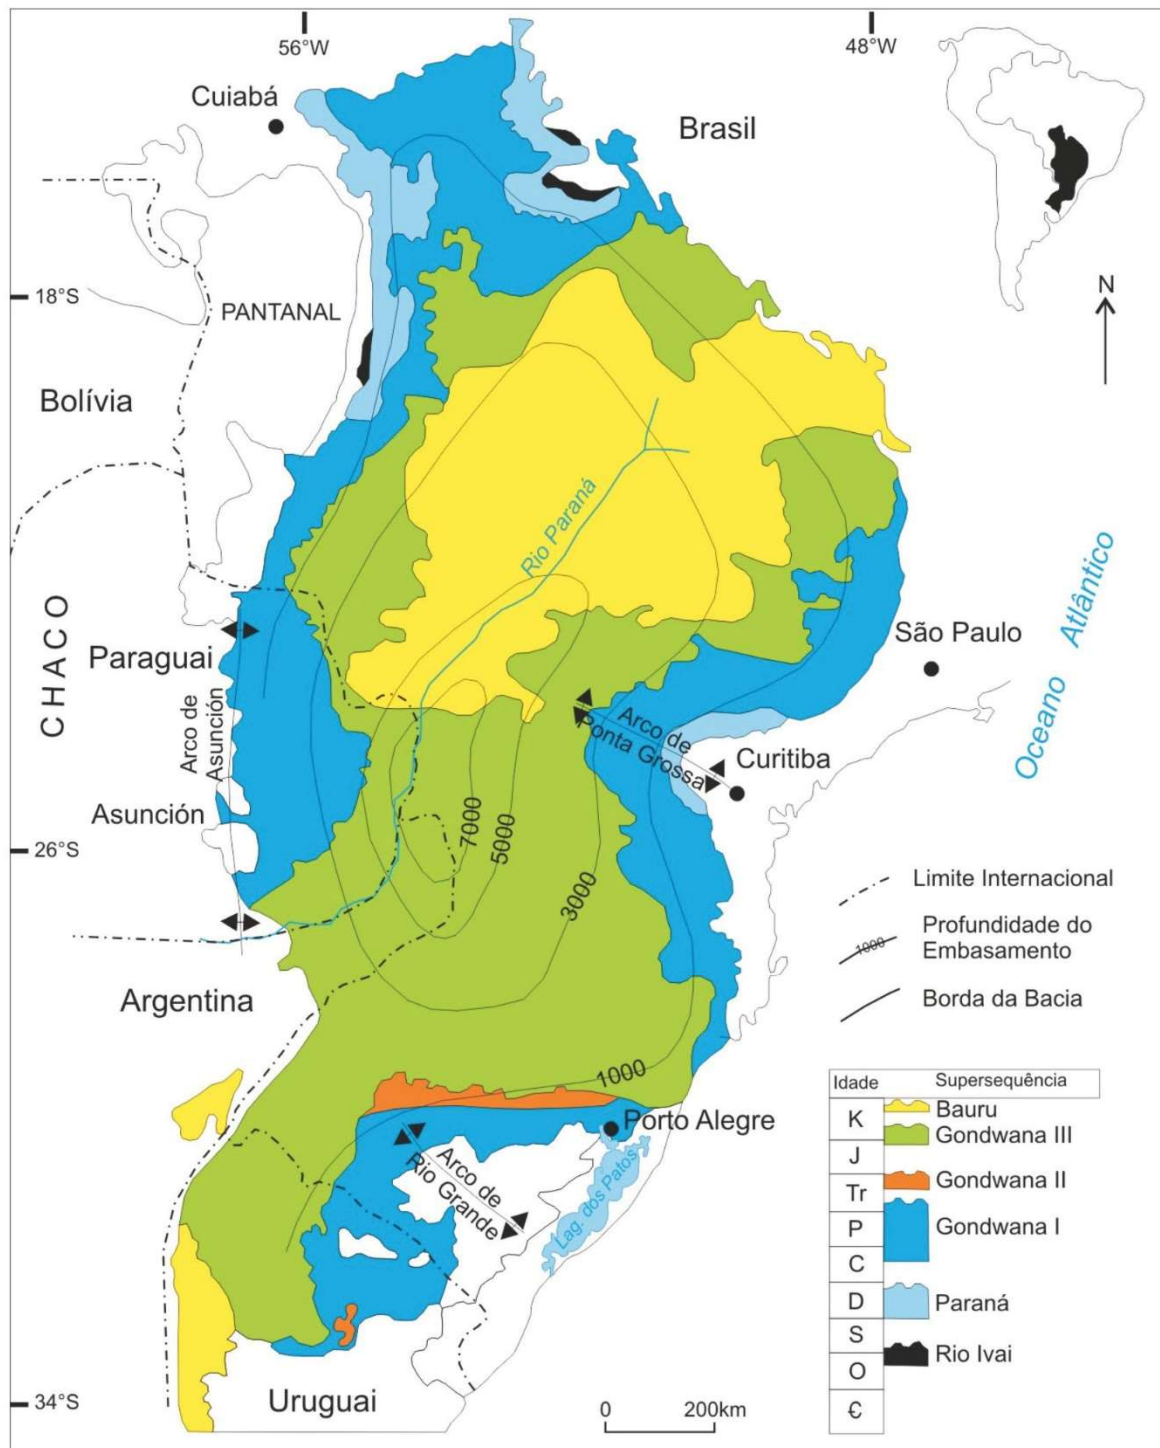 56°W
48°W
Cuiabá
Brasil
N
18°S
PANTANAL
Bolívia
Rio Paraná
CHACO
Oceano Atlântico
São Paulo
Paraguai
Arco de
Asunción
Arco de
Ponta Grossa
Curitiba
Asunción
7000
5000
3000
26°S
Limite Internacional
1000
Profundidade do
Embasamento
Borda da Bacia
Argentina
1000
Porto Alegre
Arco de
Rio Grande
Lag. dos Patos
Idade
Supersequência
K
Bauru
Gondwana III
J
Tr
Gondwana II
P
Gondwana I
C
D
Paraná
S
Rio Ivai
O
€
34°S
Uruguai
0
200km